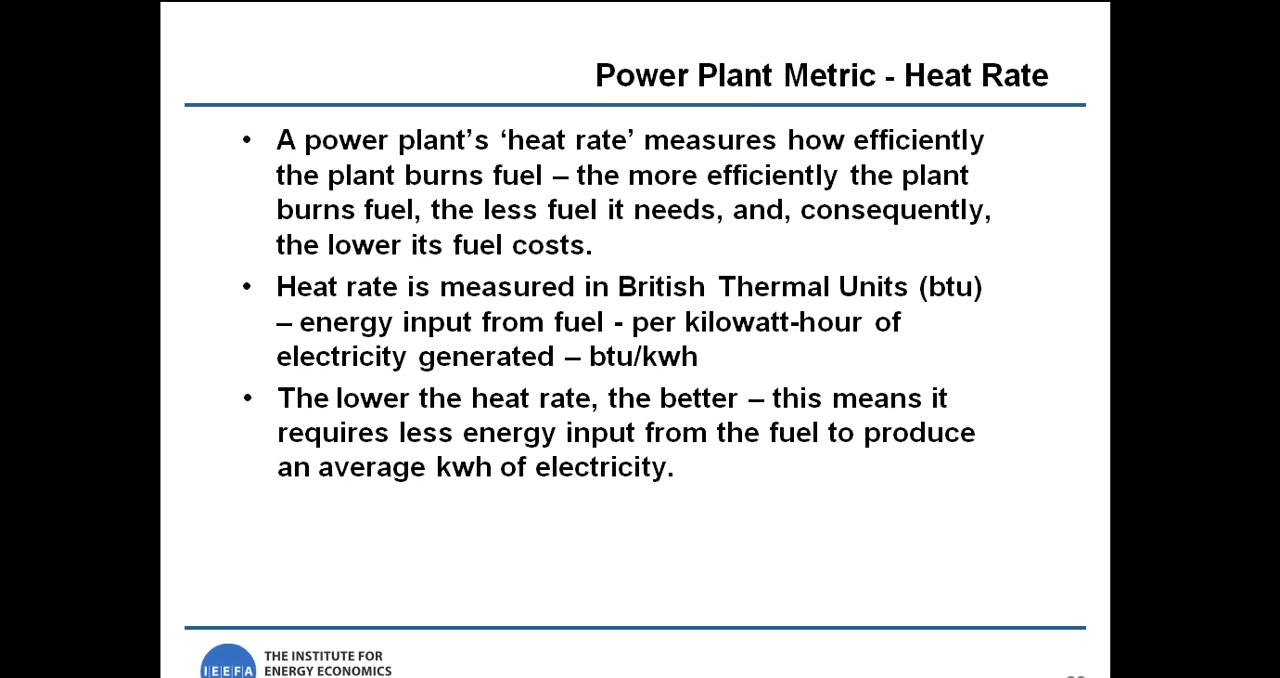 Power Plant Metric - Heat Rate
• A power plant’s ‘heat rate’ measures how efficiently
the plant burns fuel – the more efficiently the plant
burns fuel, the less fuel it needs, and, consequently,
the lower its fuel costs.
• Heat rate is measured in British Thermal Units (btu)
– energy input from fuel - per kilowatt-hour of
electricity generated – btu/kwh
• The lower the heat rate, the better – this means it
requires less energy input from the fuel to produce
an average kwh of electricity.
IEEFA
THE INSTITUTE FOR
ENERGY ECONOMICS